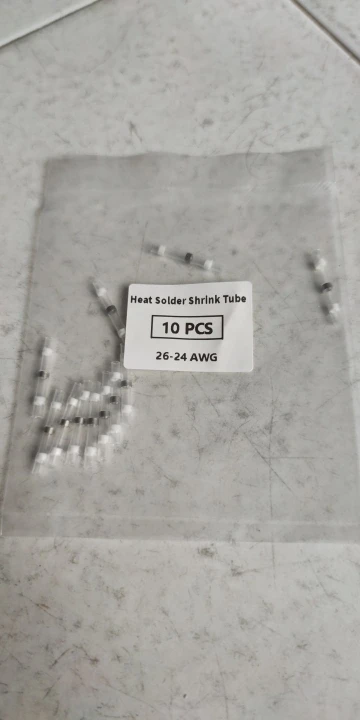 Heat Solder Shrink Tube
10 PCS
26-24 AWG